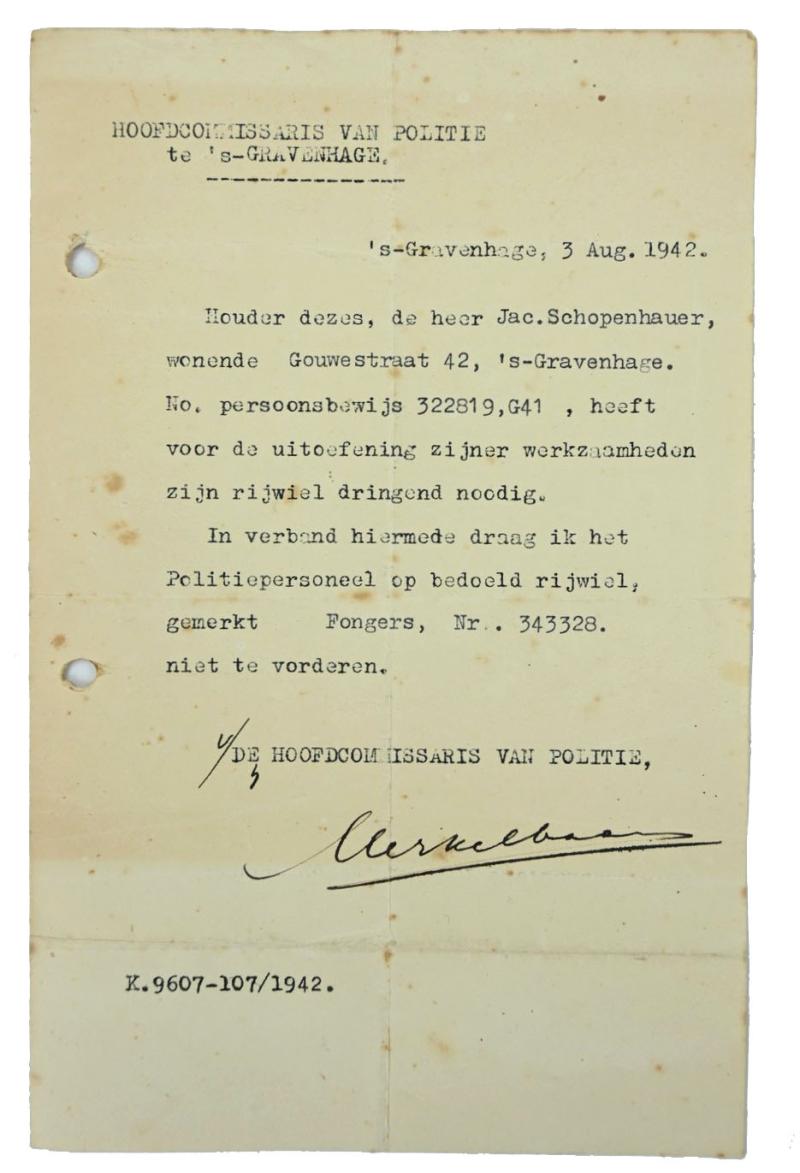 HOOFDCOMMISSARIS VAN POLITIE
te 's-GRAVENHAGE.
's-Gravenhage, 3 Aug. 1942.
Houder dezes, de heer Jac.Schopenhauer,
wonende Gouwestraat 42, 's-Gravenhage.
No. persoonsbewijs 322819,G41 , heeft
voor de uitoefening zijner werkzaamheden
zijn rijwiel dringend noodig.
In verband hiermede draag ik het
Politiepersoneel op bedoeld rijwiel,
gemerkt Fongers, Nr. . 343328.
niet te vorderen.
DE HOOFDCOMMISSARIS VAN POLITIE,
K.9607-107/1942.